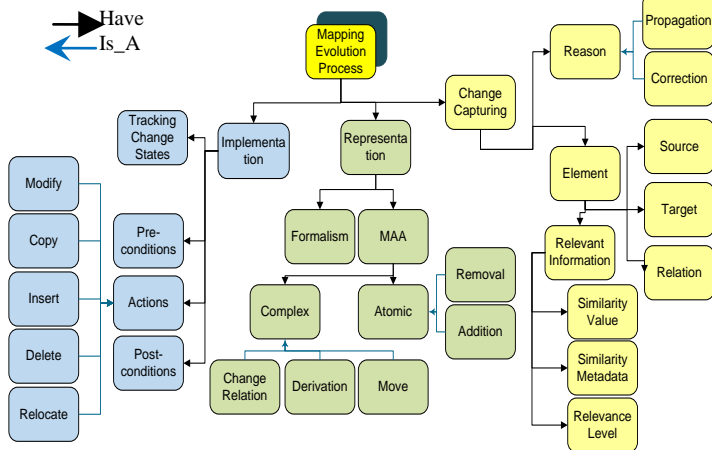 Have
Is_A
Mapping
Evolution
Process
Propagation
Reason
Correction
Change
Capturing
Tracking
Change
States
Implementa
tion
Representa
tion
Source
Element
Target
Modify
Copy
Insert
Delete
Relocate
Pre-
conditions
Actions
Post-
conditions
Formalism
MAA
Relevant
Information
Relation
Removal
Complex
Atomic
Addition
Similarity
Value
Similarity
Metadata
Relevance
Level
Change
Relation
Derivation
Move